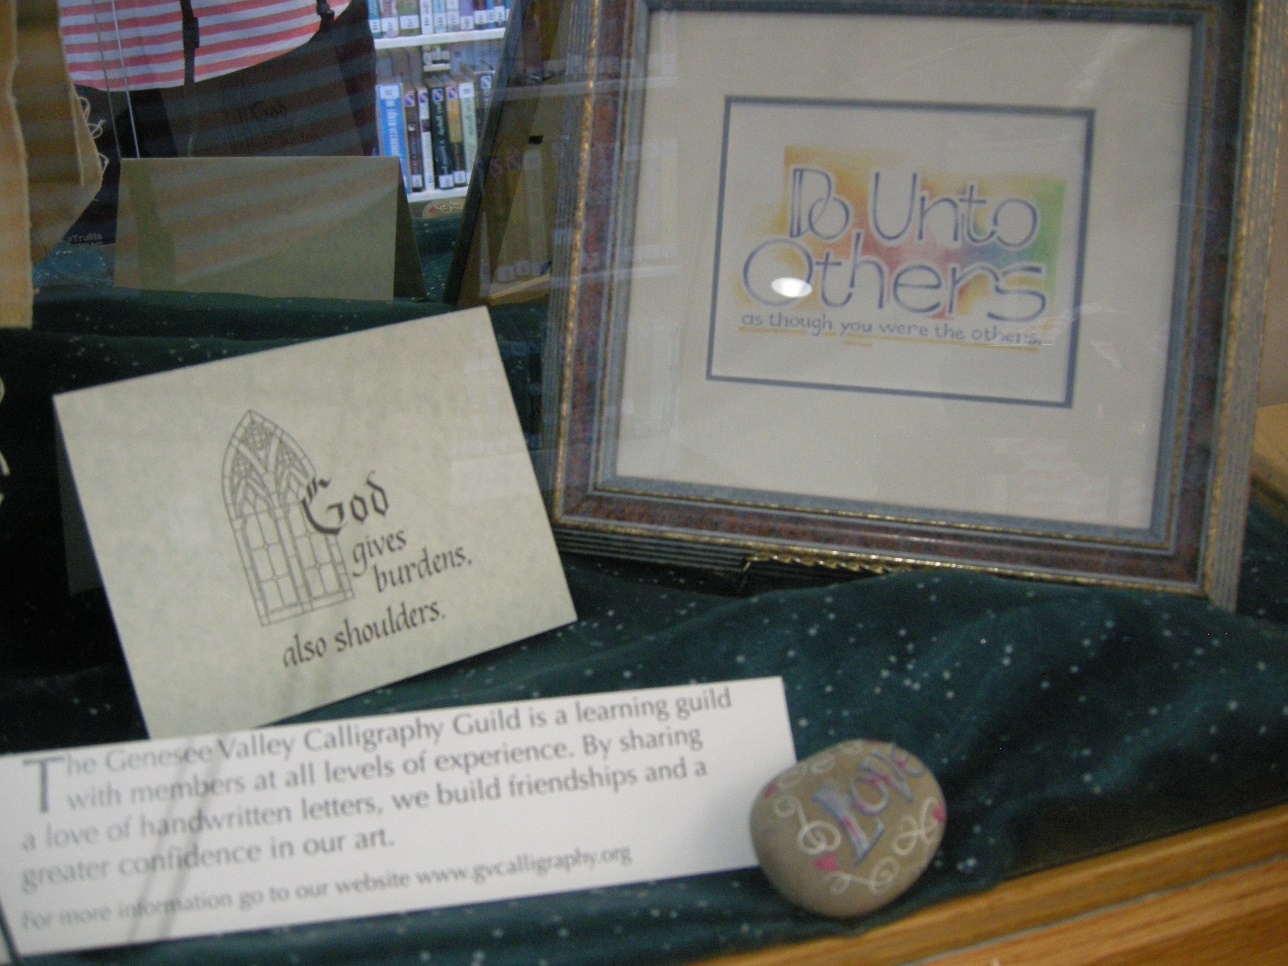 Do Unto
Others
as though you were the others.
God
gives
burdens.
also shoulders.
The Genesee Valley Calligraphy Guild is a learning guild
with members at all levels of experience. By sharing
a love of handwritten letters, we build friendships and a
greater confidence in our art.
For more information go to our website www.gvcalligraphy.org
Love